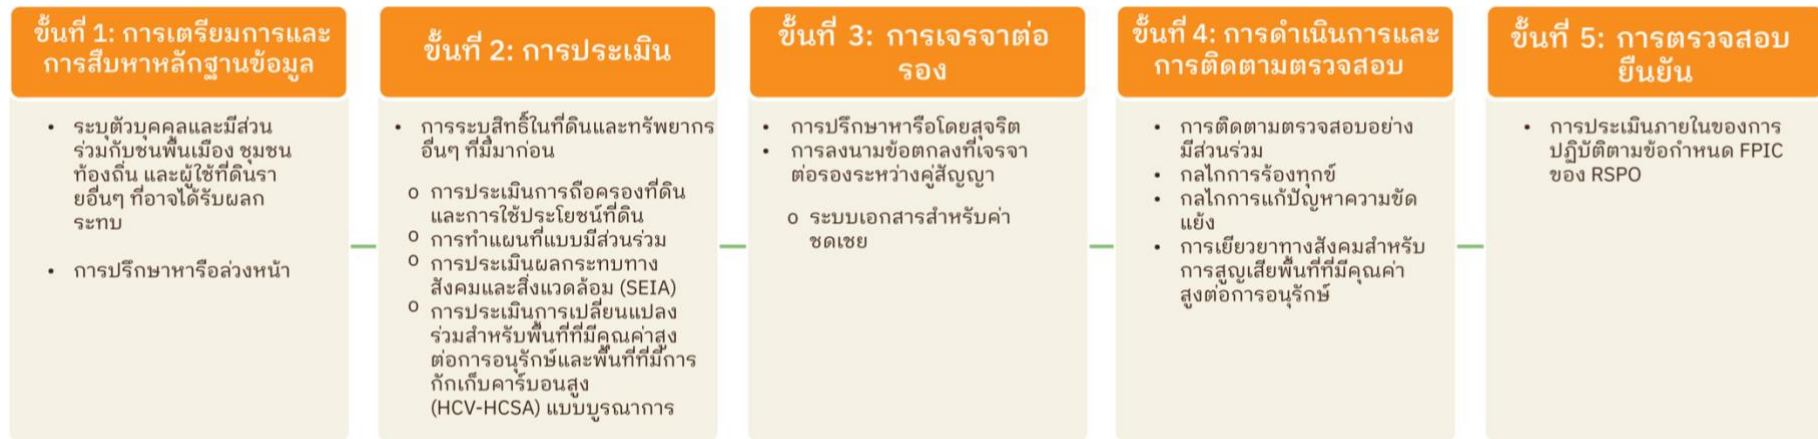 ขั้นที่ 1: การเตรียมการและ
การสืบหาหลักฐานข้อมูล
• ระบุตัวบุคคลและมีส่วน
ร่วมกับชนพื้นเมือง ชุมชน
ท้องถิ่น และผู้ใช้ที่ดินรา
ยอื่นๆ ที่อาจได้รับผลก
ระทบ
• การปรึกษาหารือล่วงหน้า
ขั้นที่ 2: การประเมิน
• การระบุสิทธิ์ในที่ดินและทรัพยากร
อื่นๆ ที่มีมาก่อน
o การประเมินการถือครองที่ดิน
และการใช้ประโยชน์ที่ดิน
o การทำแผนที่แบบมีส่วนร่วม
o การประเมินผลกระทบทาง
สังคมและสิ่งแวดล้อม (SEIA)
o การประเมินการเปลี่ยนแปลง
ร่วมสำหรับพื้นที่ที่มีคุณค่าสูง
ต่อการอนุรักษ์และพื้นที่ที่มีการ
กักเก็บคาร์บอนสูง
(HCV-HCSA) แบบบูรณาการ
ขั้นที่ 3: การเจรจาต่อ
รอง
• การปรึกษาหารือโดยสุจริต
• การลงนามข้อตกลงที่เจรจา
ต่อรองระหว่างคู่สัญญา
o ระบบเอกสารสำหรับค่า
ชดเชย
ขั้นที่ 4: การดำเนินการและ
การติดตามตรวจสอบ
• การติดตามตรวจสอบอย่าง
มีส่วนร่วม
• กลไกการร้องทุกข์
• กลไกการแก้ปัญหาความขัด
แย้ง
• การเยียวยาทางสังคมสำหรับ
การสูญเสียพื้นที่ที่มีคุณค่า
สูงต่อการอนุรักษ์
ขั้นที่ 5: การตรวจสอบ
ยืนยัน
• การประเมินภายในของการ
ปฏิบัติตามข้อกำหนด FPIC
ของ RSPO